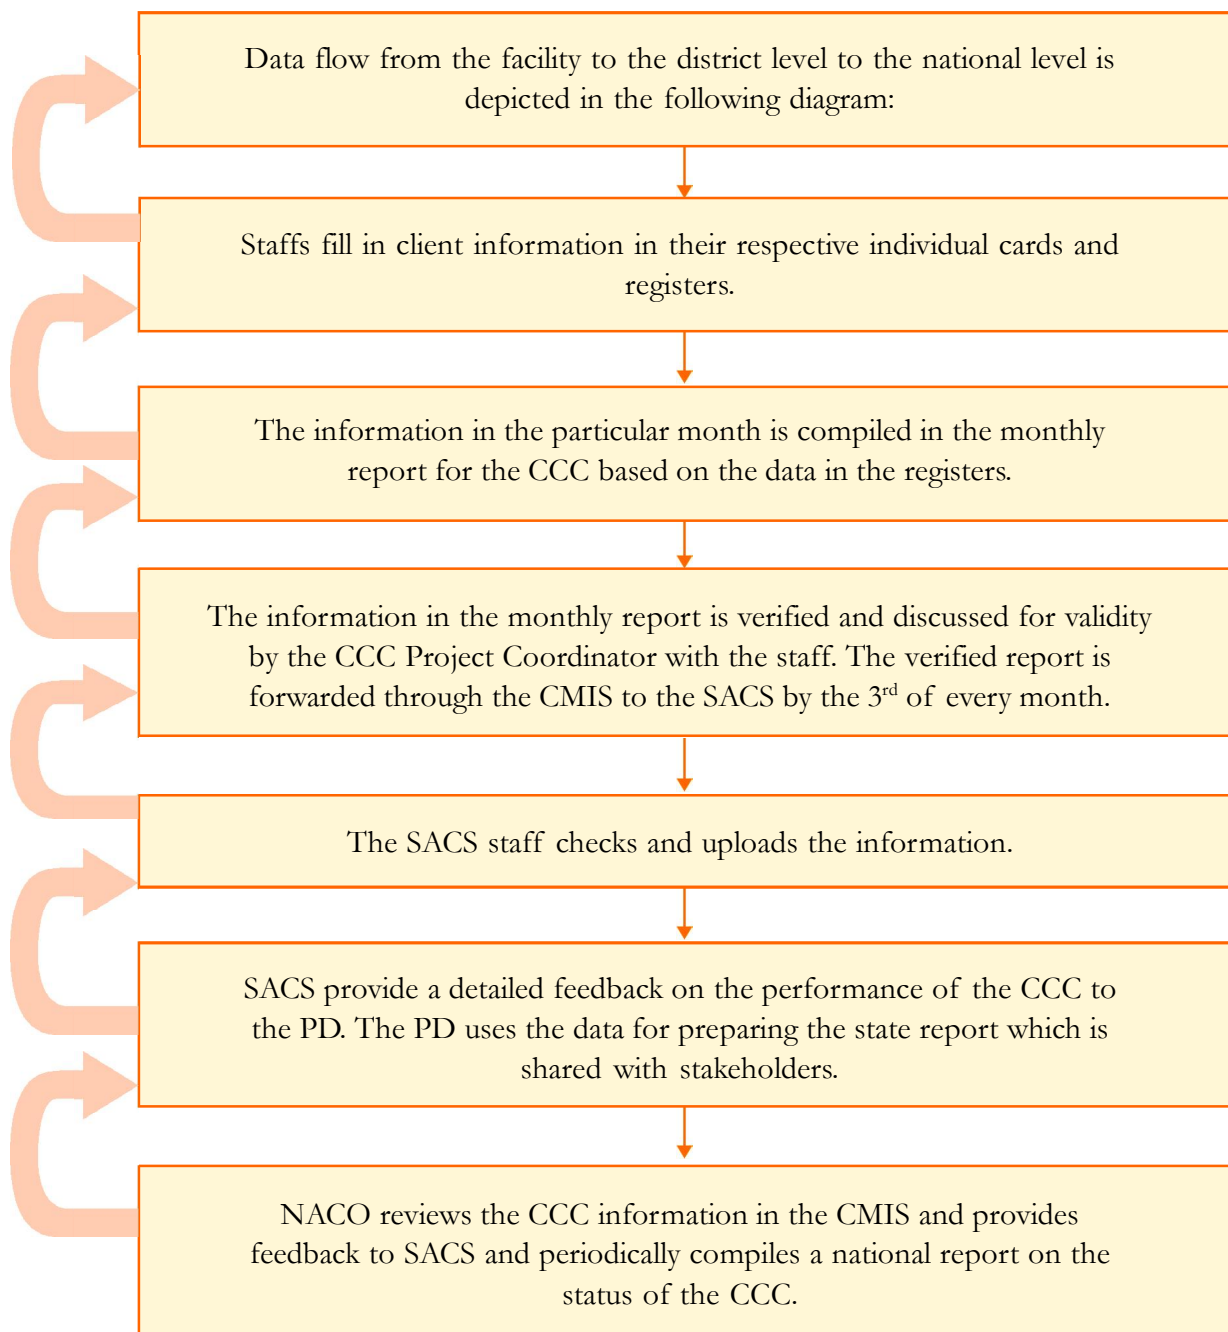 Data flow from the facility to the district level to the national level is
depicted in the following diagram:
Staffs fill in client information in their respective individual cards and
registers.
The information in the particular month is compiled in the monthly
report for the CCC based on the data in the registers.
The information in the monthly report is verified and discussed for validity
by the CCC Project Coordinator with the staff. The verified report is
forwarded through the CMIS to the SACS by the 3rd of every month.
The SACS staff checks and uploads the information.
SACS provide a detailed feedback on the performance of the CCC to
the PD. The PD uses the data for preparing the state report which is
shared with stakeholders.
NACO reviews the CCC information in the CMIS and provides
feedback to SACS and periodically compiles a national report on the
status of the CCC.